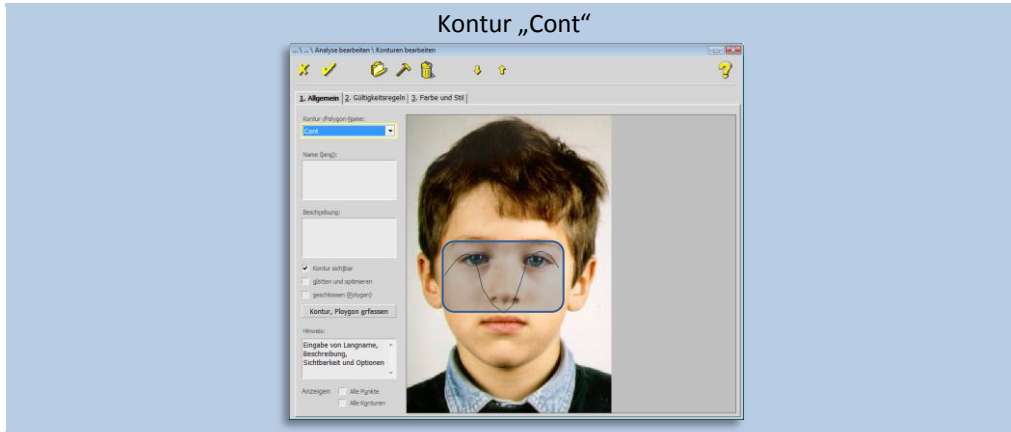 Kontur „Cont“
...\ ... \ Analyse bearbeiten \ Konturen bearbeiten
1. Allgemein 2. Gültigkeitsregeln 3. Farbe und Stil
Kontur-/Polygon-Name:
Cont
Name (lang):
Beschreibung:
Kontur sichtbar
glätten und optimieren
geschlossen (Polygon)
Kontur, Ploygon erfassen
Hinweis:
Eingabe von Langname,
Beschreibung,
Sichtbarkeit und Optionen
Anzeigen: Alle Punkte
Alle Konturen